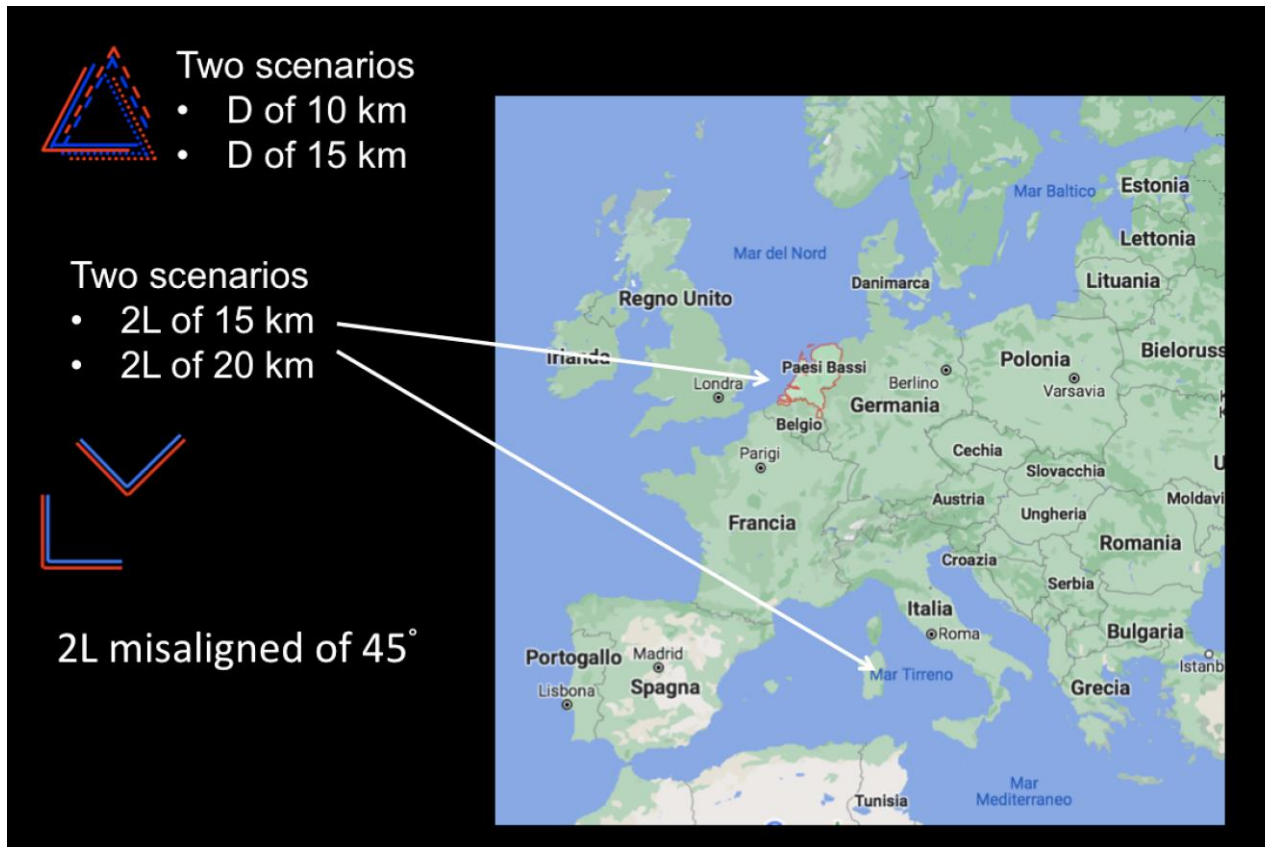 Two scenarios
• D of 10 km
• D of 15 km
Two scenarios
• 2L of 15 km
• 2L of 20 km
2L misaligned of 45°
Mar Baltico
Estonia
Lettonia
Mar del Nord
Danimarca
Lituania
Regno Unito
Irlanda
Paesi Bassi
Polonia
Bieloruss
Londra
Berlino
Varsavia
Germania
Belgio
Parigi
Cechia
Slovacchia
Austria
Moldavi
Ungheria
Francia
Romania
Croazia
Serbia
Italia
Roma
Bulgaria
Portogallo
Madrid
Mar Tirreno
Istanb
Lisbona
Spagna
Grecia
Mar
Mediterraneo
Tunisia